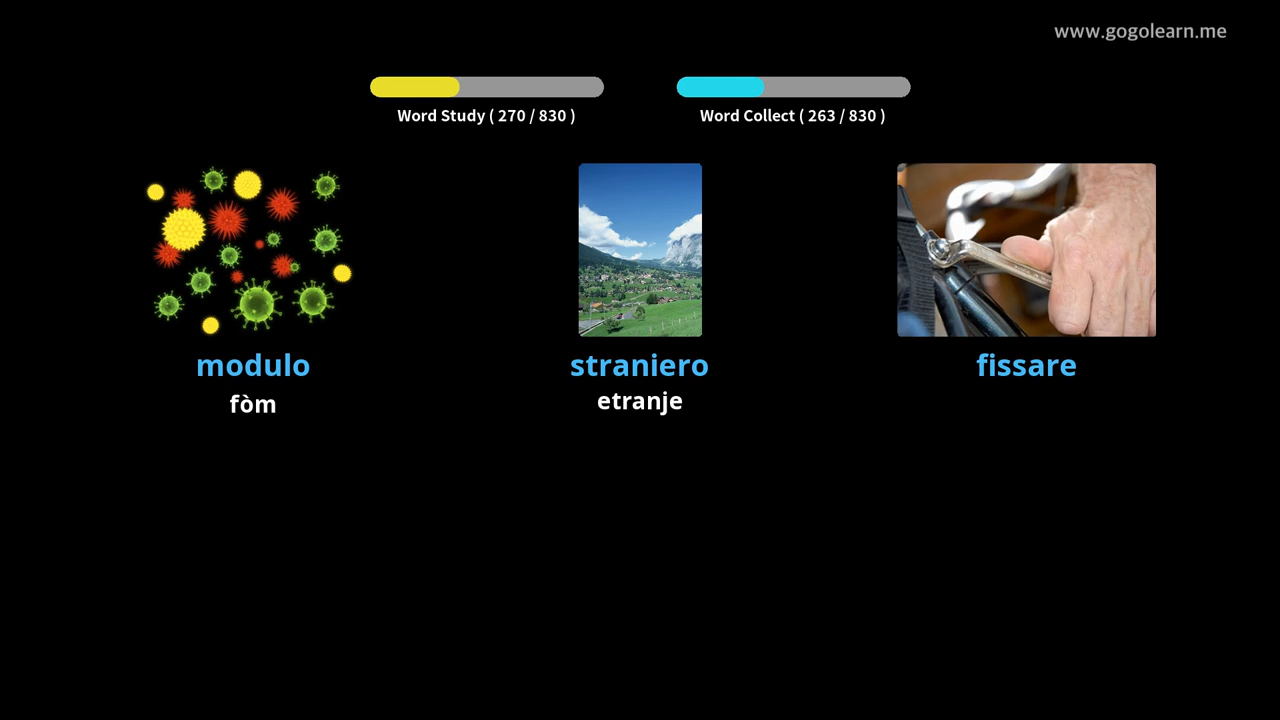 www.gogolearn.me
Word Study ( 270 / 830 )
Word Collect ( 263 / 830 )
modulo
fòm
straniero
etranje
fissare